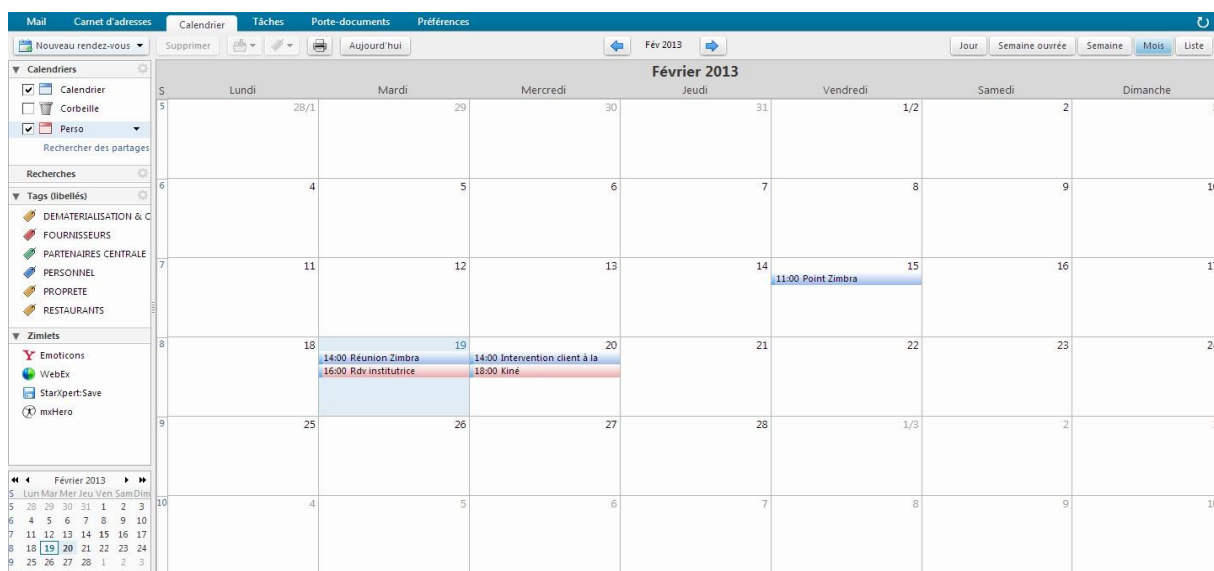 Mail Carnet d'adresses Calendrier Tâches Porte-documents Préférences
Nouveau rendez-vous Supprimer Aujourd'hui Fév 2013 Jour Semaine ouvrée Semaine Mois Liste
Calendriers
Calendrier
Corbeille
Perso
Rechercher des partages
Recherches
Tags (libellés)
DEMATERIALISATION & C
FOURNISSEURS
PARTENAIRES CENTRALE
PERSONNEL
PROPRETE
RESTAURANTS
Zimlets
Emoticons
WebEx
StarXpert:Save
mxHero
Février 2013
S Lun Mar Mer Jeu Ven Sam Dim
5 28 29 30 31 1 2 3
6 4 5 6 7 8 9 10
7 11 12 13 14 15 16 17
8 18 19 20 21 22 23 24
9 25 26 27 28 1 2 3
Février 2013
S Lundi Mardi Mercredi Jeudi Vendredi Samedi Dimanche
5 28/1 29 30 31 1/2 2
6 4 5 6 7 8 9
7 11 12 13 14 15 16
11:00 Point Zimbra
8 18 19 20 21 22 23
14:00 Réunion Zimbra 14:00 Intervention client à la
16:00 Rdv institutrice 18:00 Kiné
9 25 26 27 28 1/3 2
10 4 5 6 7 8 9